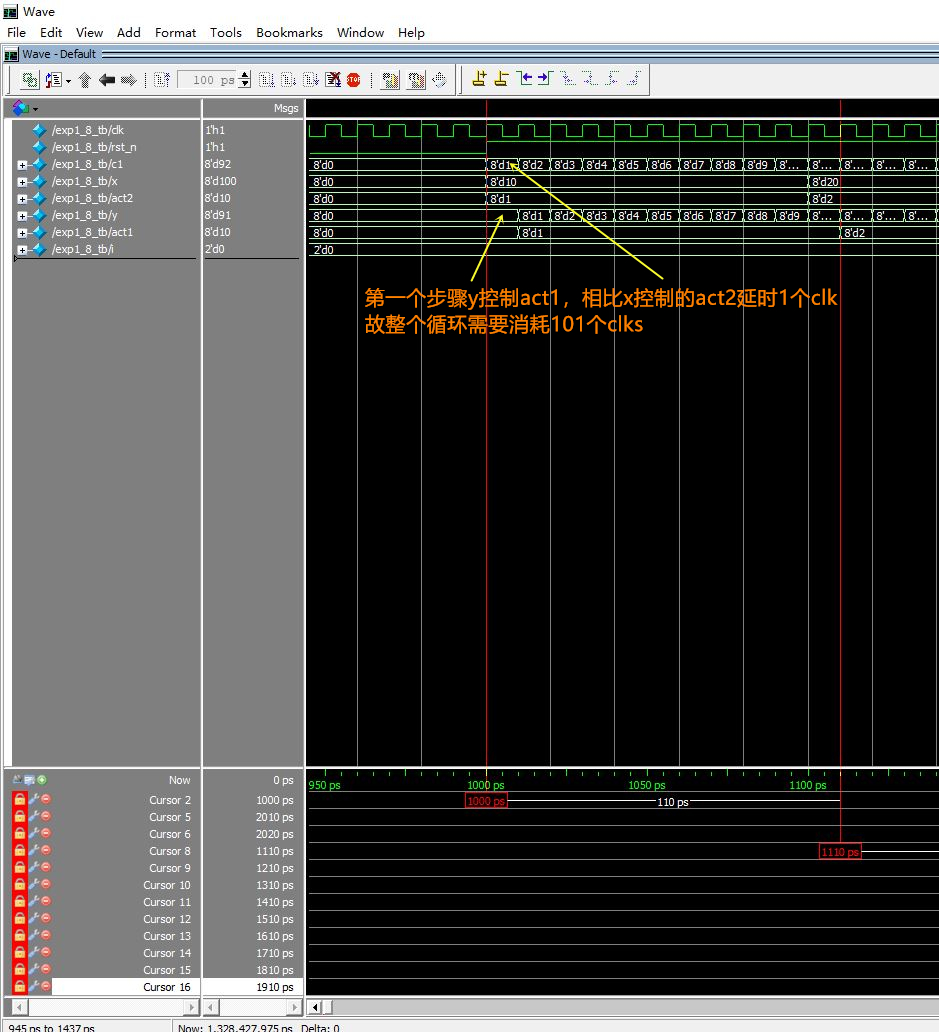 Wave
File Edit View Add Format Tools Bookmarks Window Help
Wave - Default
100 ps
STOP
Msgs
/exp1_8_tb/clk 1'h1
/exp1_8_tb/rst_n 1'h1
/exp1_8_tb/c1 8'd92 8'd0 8'd1 8'd2 8'd3 8'd4 8'd5 8'd6 8'd7 8'd8 8'd9 8'... 8'... 8'... 8'... 8'...
/exp1_8_tb/x 8'd100 8'd0 8'd10 8'd20
/exp1_8_tb/act2 8'd10 8'd0 8'd1 8'd2
/exp1_8_tb/y 8'd91 8'd0 8'd1 8'd2 8'd3 8'd4 8'd5 8'd6 8'd7 8'd8 8'd9 8'... 8'... 8'... 8'...
/exp1_8_tb/act1 8'd10 8'd0 8'd1 8'd2
/exp1_8_tb/i 2'd0 2'd0
第一个步骤y控制act1，相比x控制的act2延时1个clk
故整个循环需要消耗101个clks
Now 0 ps 950 ps 1000 ps 1050 ps 1100 ps
Cursor 2 1000 ps 1000 ps 110 ps
Cursor 5 2010 ps
Cursor 6 2020 ps
Cursor 8 1110 ps 1110 ps
Cursor 9 1210 ps
Cursor 10 1310 ps
Cursor 11 1410 ps
Cursor 12 1510 ps
Cursor 13 1610 ps
Cursor 14 1710 ps
Cursor 15 1810 ps
Cursor 16 1910 ps
945 ps to 1437 ps Now: 1,328,427,975 ns Delta: 0